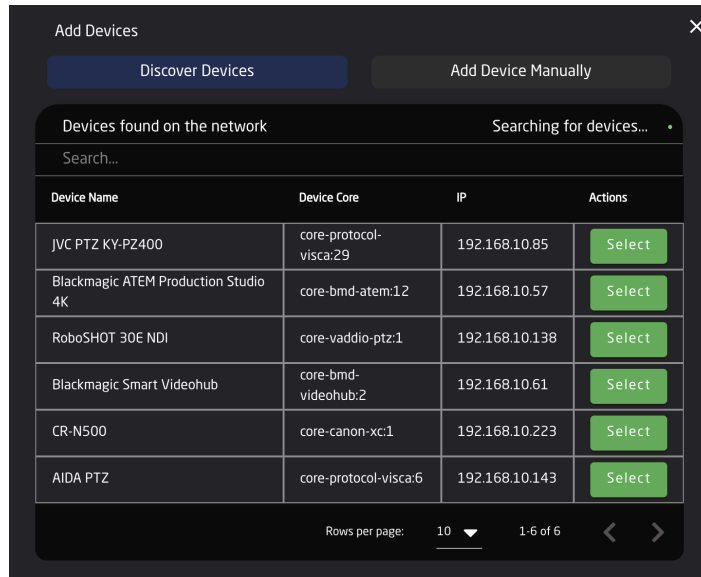 Add Devices
Discover Devices
Add Device Manually
Devices found on the network
Searching for devices...
Search...
Device Name
Device Core
IP
Actions
JVC PTZ KY-PZ400
core-protocol-
visca:29
192.168.10.85
Select
Blackmagic ATEM Production Studio
4K
core-bmd-atem:12
192.168.10.57
Select
RoboSHOT 30E NDI
core-vaddio-ptz:1
192.168.10.138
Select
Blackmagic Smart Videohub
core-bmd-
videohub:2
192.168.10.61
Select
CR-N500
core-canon-xc:1
192.168.10.223
Select
AIDA PTZ
core-protocol-visca:6
192.168.10.143
Select
Rows per page:
10
1-6 of 6